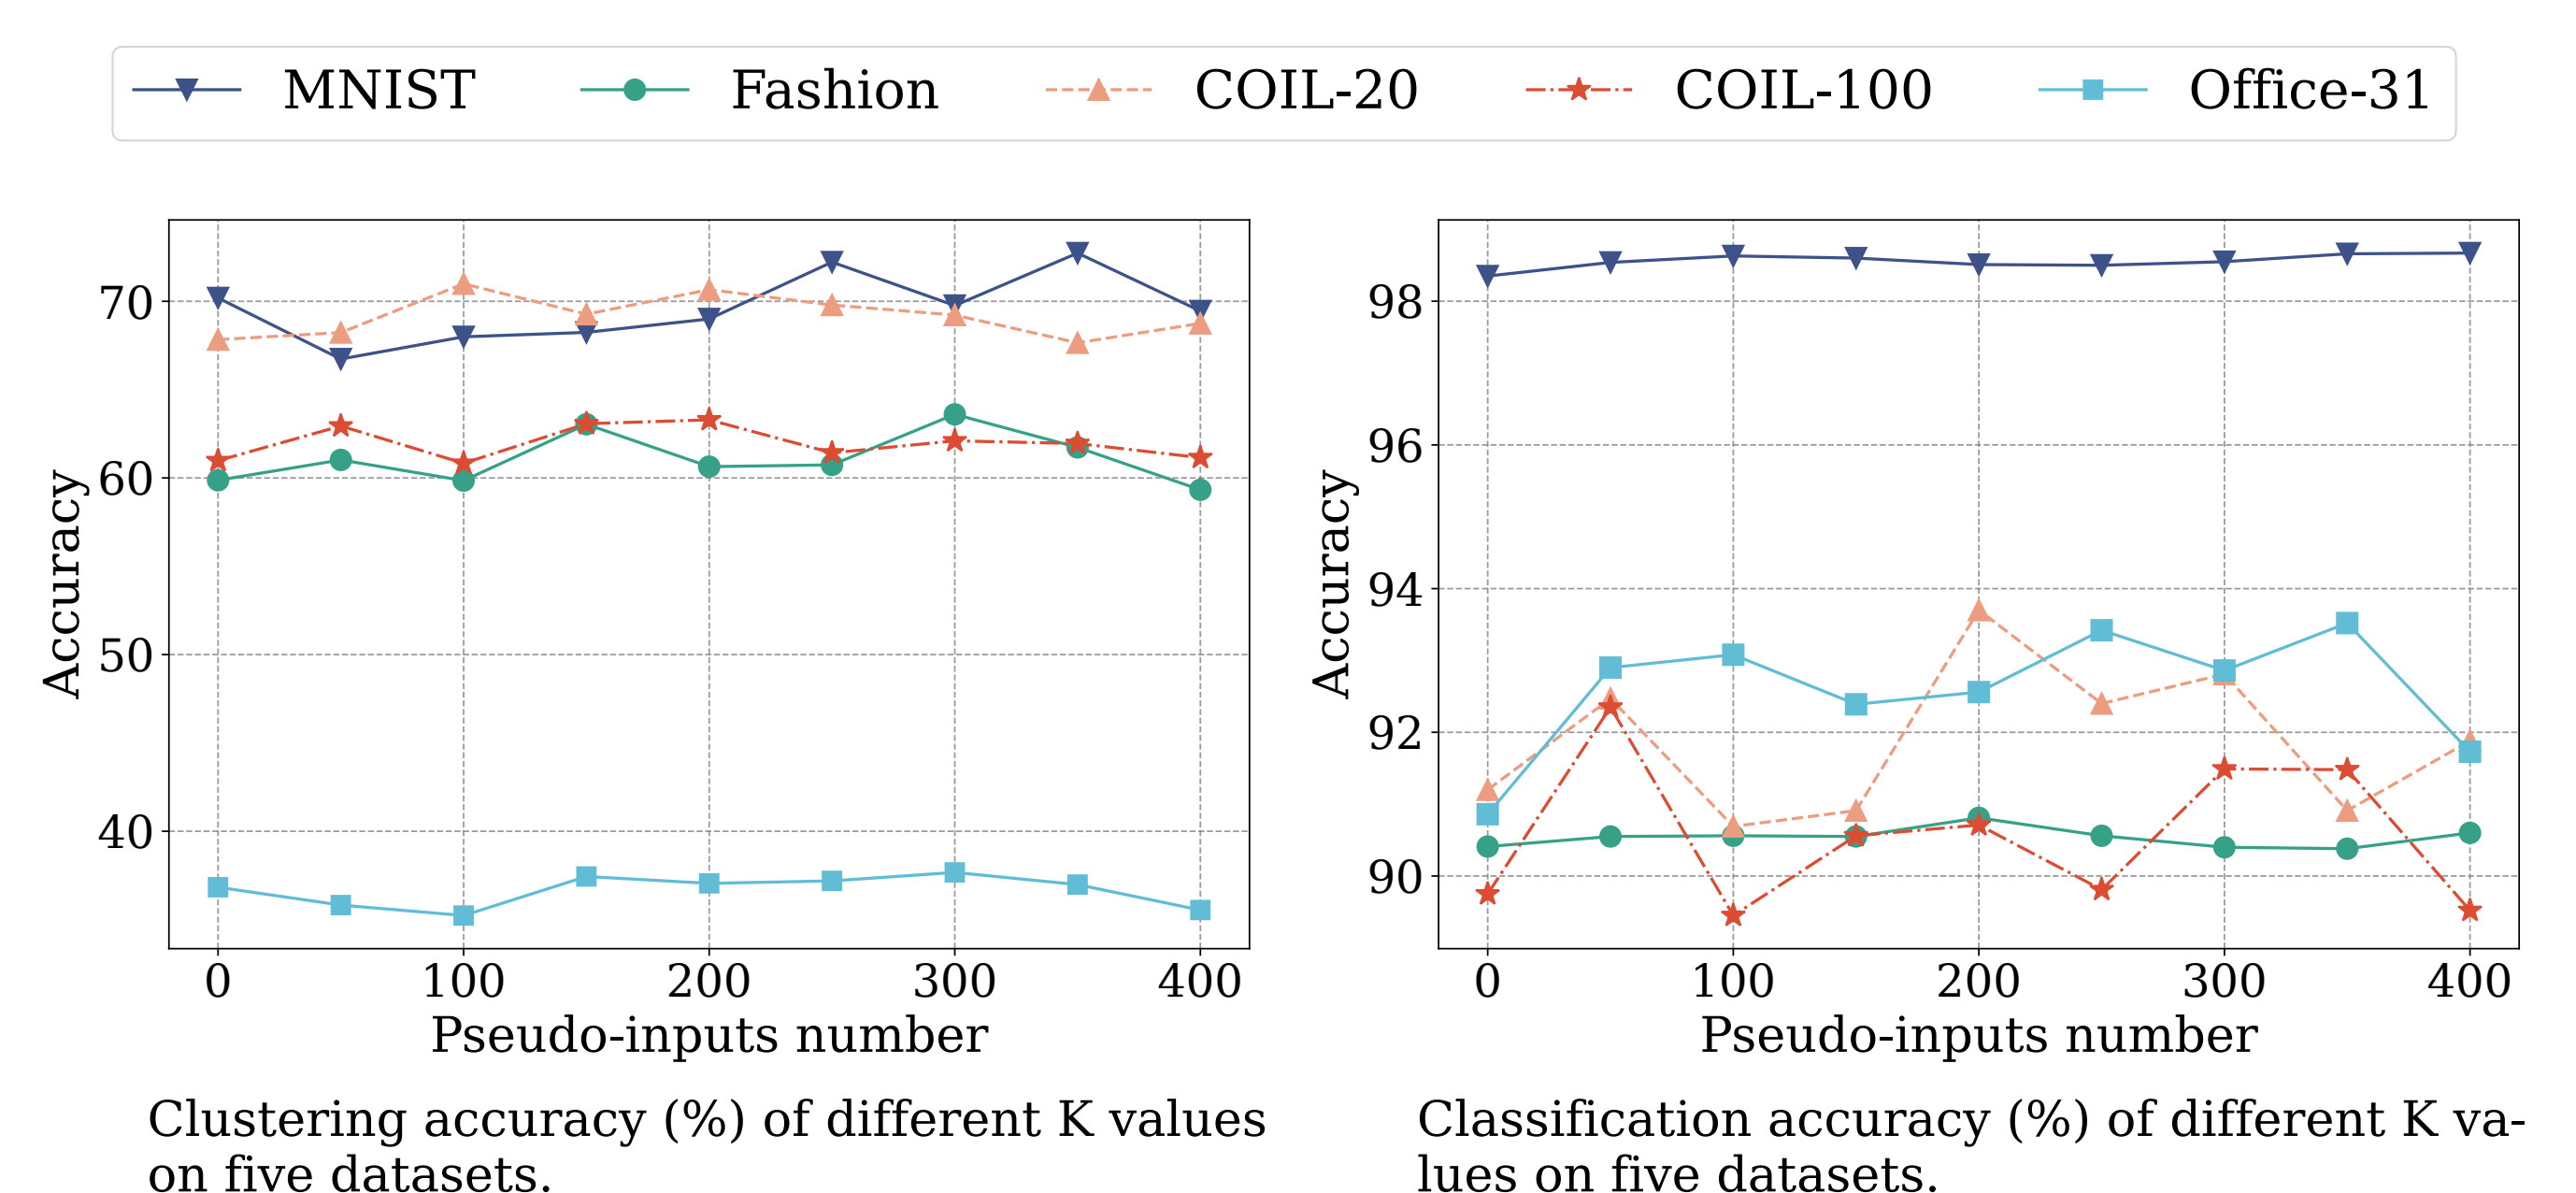 MNIST Fashion COIL-20 COIL-100 Office-31
Accuracy
70
60
50
40
0 100 200 300 400
Pseudo-inputs number
Clustering accuracy (%) of different K values
on five datasets.
Accuracy
98
96
94
92
90
0 100 200 300 400
Pseudo-inputs number
Classification accuracy (%) of different K va-
lues on five datasets.